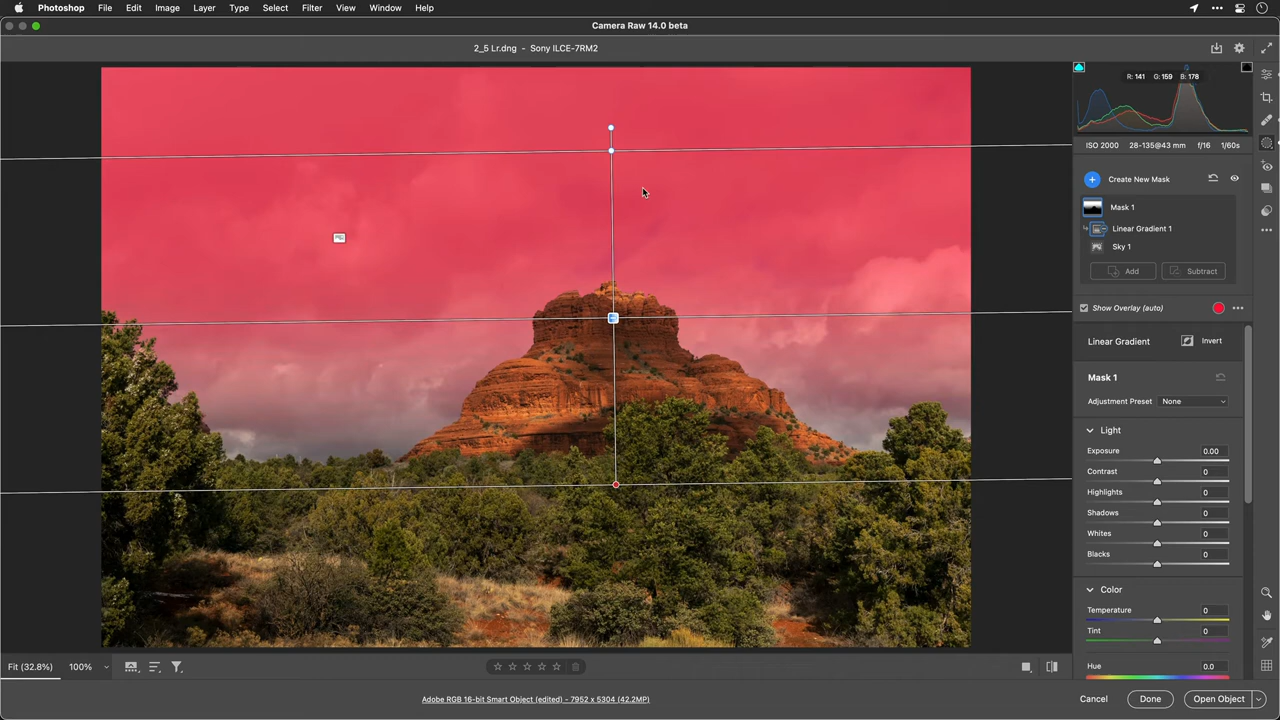 Photoshop File Edit Image Layer Type Select Filter View Window Help
Camera Raw 14.0 beta
2_5 Lr.dng - Sony ILCE-7RM2
R: 141 G: 159 B: 178
ISO 2000 28-135@43 mm f/16 1/60s
Create New Mask
Mask 1
Linear Gradient 1
Sky 1
Add Subtract
Show Overlay (auto)
Linear Gradient Invert
Mask 1
Adjustment Preset None
Light
Exposure 0.00
Contrast 0
Highlights 0
Shadows 0
Whites 0
Blacks 0
Color
Temperature 0
Tint 0
Hue 0.0
Fit (32.8%) 100%
Adobe RGB 16-bit Smart Object (edited) - 7952 x 5304 (42.2MP)
Cancel Done Open Object